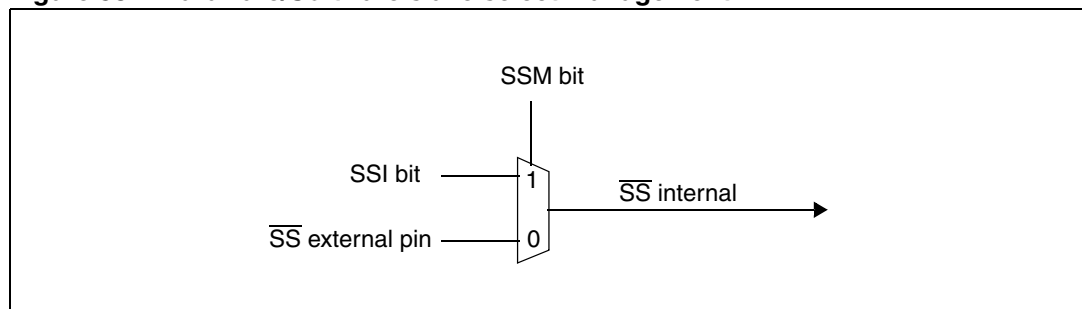 SSM bit
SSI bit
1
SS internal
SS external pin
0